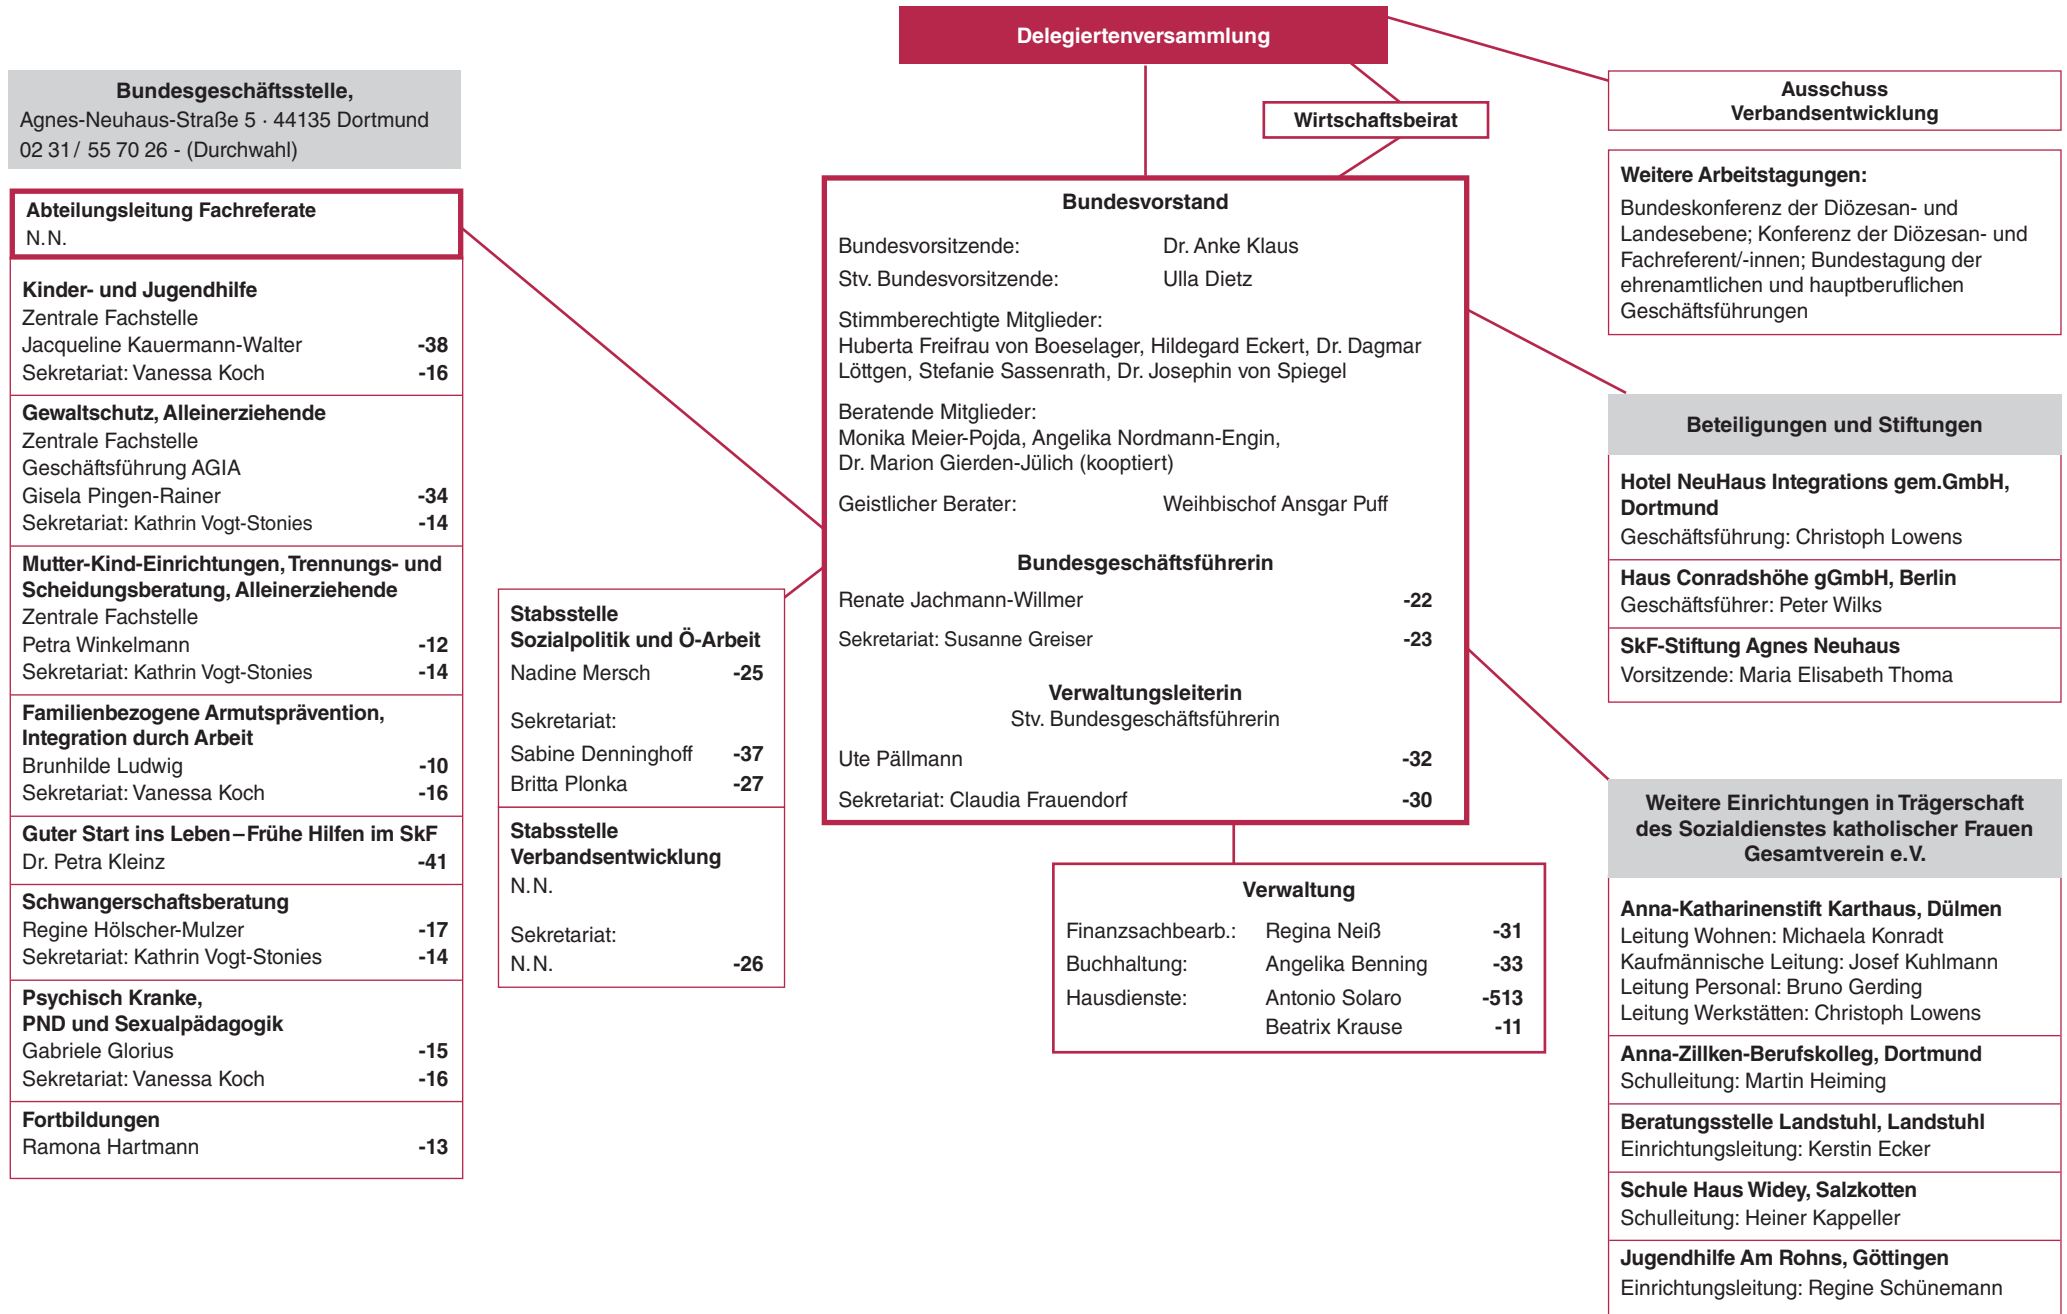 Delegiertenversammlung
Wirtschaftsbeirat
Ausschuss
Verbandsentwicklung
Weitere Arbeitstagungen:
Bundeskonferenz der Diözesan- und
Landesebene; Konferenz der Diözesan- und
Fachreferent/-innen; Bundestagung der
ehrenamtlichen und hauptberuflichen
Geschäftsführungen
Bundesgeschäftsstelle,
Agnes-Neuhaus-Straße 5 · 44135 Dortmund
02 31 / 55 70 26 - (Durchwahl)
Abteilungsleitung Fachreferate
N.N.
Kinder- und Jugendhilfe
Zentrale Fachstelle
Jacqueline Kauermann-Walter -38
Sekretariat: Vanessa Koch -16
Gewaltschutz, Alleinerziehende
Zentrale Fachstelle
Geschäftsführung AGIA
Gisela Pingen-Rainer -34
Sekretariat: Kathrin Vogt-Stonies -14
Mutter-Kind-Einrichtungen, Trennungs- und
Scheidungsberatung, Alleinerziehende
Zentrale Fachstelle
Petra Winkelmann -12
Sekretariat: Kathrin Vogt-Stonies -14
Familienbezogene Armutsprävention,
Integration durch Arbeit
Brunhilde Ludwig -10
Sekretariat: Vanessa Koch -16
Guter Start ins Leben – Frühe Hilfen im SkF
Dr. Petra Kleinz -41
Schwangerschaftsberatung
Regine Hölscher-Mulzer -17
Sekretariat: Kathrin Vogt-Stonies -14
Psychisch Kranke,
PND und Sexualpädagogik
Gabriele Glorius -15
Sekretariat: Vanessa Koch -16
Fortbildungen
Ramona Hartmann -13
Stabsstelle
Sozialpolitik und Ö-Arbeit
Nadine Mersch -25
Sekretariat:
Sabine Denninghoff -37
Britta Plonka -27
Stabsstelle
Verbandsentwicklung
N.N.
Sekretariat:
N.N. -26
Bundesvorstand
Bundesvorsitzende: Dr. Anke Klaus
Stv. Bundesvorsitzende: Ulla Dietz
Stimmberechtigte Mitglieder:
Huberta Freifrau von Boeselager, Hildegard Eckert, Dr. Dagmar
Löttgen, Stefanie Sassenrath, Dr. Josephin von Spiegel
Beratende Mitglieder:
Monika Meier-Pojda, Angelika Nordmann-Engin,
Dr. Marion Gierden-Jülich (kooptiert)
Geistlicher Berater: Weihbischof Ansgar Puff
Bundesgeschäftsführerin
Renate Jachmann-Willmer -22
Sekretariat: Susanne Greiser -23
Verwaltungsleiterin
Stv. Bundesgeschäftsführerin
Ute Pällmann -32
Sekretariat: Claudia Frauendorf -30
Verwaltung
Finanzsachbearb.: Regina Neiß -31
Buchhaltung: Angelika Benning -33
Hausdienste: Antonio Solaro -513
Beatrix Krause -11
Beteiligungen und Stiftungen
Hotel NeuHaus Integrations gem.GmbH,
Dortmund
Geschäftsführung: Christoph Lowens
Haus Conradshöhe gGmbH, Berlin
Geschäftsführer: Peter Wilks
SkF-Stiftung Agnes Neuhaus
Vorsitzende: Maria Elisabeth Thoma
Weitere Einrichtungen in Trägerschaft
des Sozialdienstes katholischer Frauen
Gesamtverein e.V.
Anna-Katharinenstift Karthaus, Dülmen
Leitung Wohnen: Michaela Konradt
Kaufmännische Leitung: Josef Kuhlmann
Leitung Personal: Bruno Gerding
Leitung Werkstätten: Christoph Lowens
Anna-Zillken-Berufskolleg, Dortmund
Schulleitung: Martin Heiming
Beratungsstelle Landstuhl, Landstuhl
Einrichtungsleitung: Kerstin Ecker
Schule Haus Widey, Salzkotten
Schulleitung: Heiner Kappeller
Jugendhilfe Am Rohns, Göttingen
Einrichtungsleitung: Regine Schünemann